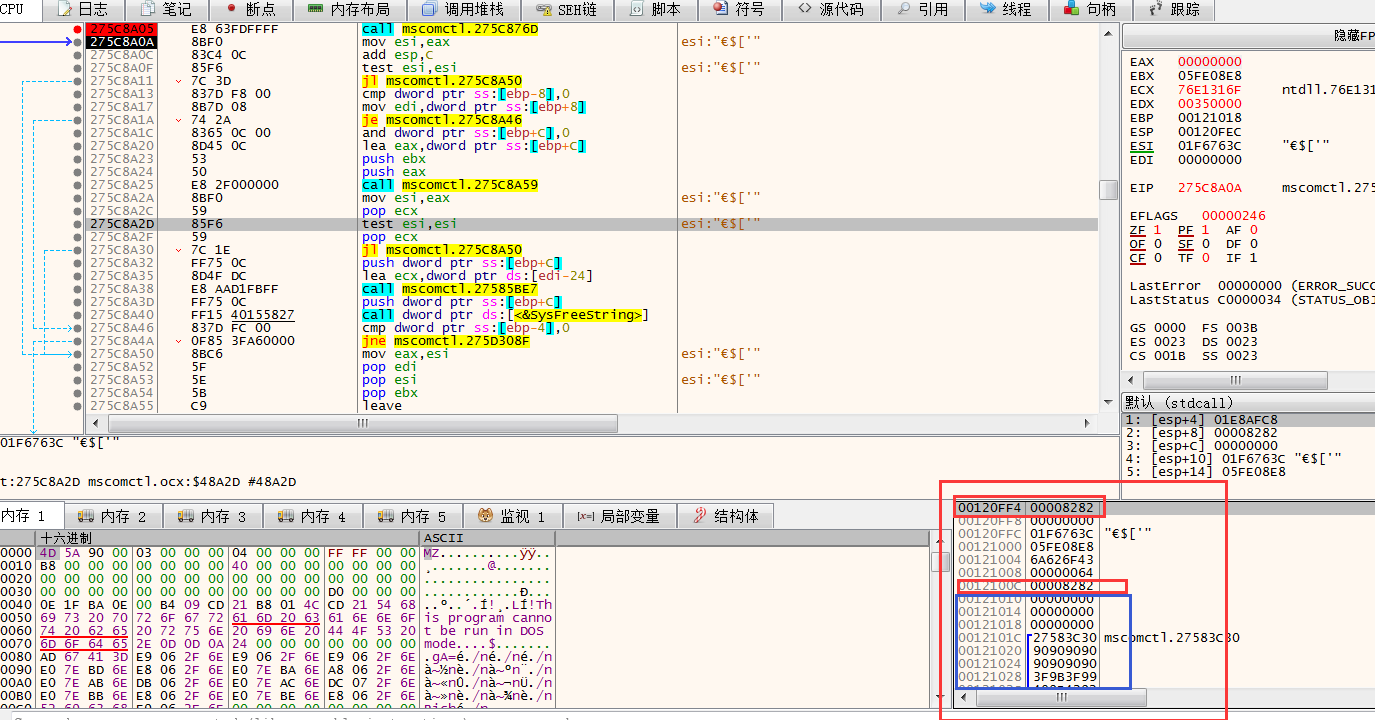 CPU 日志 笔记 断点 内存布局 调用堆栈 SEH链 脚本 符号 源代码 引用 线程 句柄 跟踪
275C8A05 E8 63FDFFFF call mscomctl.275C876D
275C8A0A 8BF0 mov esi,eax esi:"€$['"
275C8A0C 83C4 0C add esp,C
275C8A0F 85F6 test esi,esi esi:"€$['"
275C8A11 7C 3D jl mscomctl.275C8A50
275C8A13 837D F8 00 cmp dword ptr ss:[ebp-8],0
275C8A17 8B7D 08 mov edi,dword ptr ss:[ebp+8]
275C8A1A 74 2A je mscomctl.275C8A46
275C8A1C 8365 0C 00 and dword ptr ss:[ebp+C],0
275C8A20 8D45 0C lea eax,dword ptr ss:[ebp+C]
275C8A23 53 push ebx
275C8A24 50 push eax
275C8A25 E8 2F000000 call mscomctl.275C8A59
275C8A2A 8BF0 mov esi,eax esi:"€$['"
275C8A2C 59 pop ecx
275C8A2D 85F6 test esi,esi esi:"€$['"
275C8A2F 59 pop ecx
275C8A30 7C 1E jl mscomctl.275C8A50
275C8A32 FF75 0C push dword ptr ss:[ebp+C]
275C8A35 8D4F DC lea ecx,dword ptr ds:[edi-24]
275C8A38 E8 AAD1FBFF call mscomctl.27585BE7
275C8A3D FF75 0C push dword ptr ss:[ebp+C]
275C8A40 FF15 40155827 call dword ptr ds:[<&SysFreeString>]
275C8A46 837D FC 00 cmp dword ptr ss:[ebp-4],0
275C8A4A 0F85 3FA60000 jne mscomctl.275D308F
275C8A50 8BC6 mov eax,esi esi:"€$['"
275C8A52 5F pop edi
275C8A53 5E pop esi esi:"€$['"
275C8A54 5B pop ebx
275C8A55 C9 leave
隐藏FP
EAX 00000000
EBX 05FE08E8
ECX 76E1316F ntdll.76E131
EDX 00350000
EBP 00121018
ESP 00120FEC
ESI 01F6763C "€$['"
EDI 00000000
EIP 275C8A0A mscomctl.275
EFLAGS 00000246
ZF 1 PF 1 AF 0
OF 0 SF 0 DF 0
CF 0 TF 0 IF 1
LastError 00000000 (ERROR_SUCC
LastStatus C0000034 (STATUS_OBJ
GS 0000 FS 003B
ES 0023 DS 0023
CS 001B SS 0023
默认 (stdcall)
1: [esp+4] 01E8AFC8
2: [esp+8] 00008282
3: [esp+C] 00000000
4: [esp+10] 01F6763C "€$['"
5: [esp+14] 05FE08E8
01F6763C "€$['"
t:275C8A2D mscomctl.ocx:$48A2D #48A2D
内存 1 内存 2 内存 3 内存 4 内存 5 监视 1 局部变量 结构体
十六进制 ASCII
0000 4D 5A 90 00 03 00 00 00 04 00 00 00 FF FF 00 00 MZ..........ÿÿ..
0010 B8 00 00 00 00 00 00 00 40 00 00 00 00 00 00 00 ¸.......@.......
0020 00 00 00 00 00 00 00 00 00 00 00 00 00 00 00 00 ................
0030 00 00 00 00 00 00 00 00 00 00 00 00 D0 00 00 00 ............Ð...
0040 0E 1F BA 0E 00 B4 09 CD 21 B8 01 4C CD 21 54 68 ..º..´.Í!¸.LÍ!Th
0050 69 73 20 70 72 6F 67 72 61 6D 20 63 61 6E 6E 6F is program canno
0060 74 20 62 65 20 72 75 6E 20 69 6E 20 44 4F 53 20 t be run in DOS
0070 6D 6F 64 65 2E 0D 0D 0A 24 00 00 00 00 00 00 00 mode....$.......
0080 AD 67 41 3D E9 06 2F 6E E9 06 2F 6E E9 06 2F 6E .gA=é./né./né./n
0090 E0 7E BD 6E E8 06 2F 6E E0 7E BA 6E A8 06 2F 6E à~½nè./nà~ºn¨./n
00A0 E0 7E AB 6E DB 06 2F 6E E0 7E AC 6E DC 07 2F 6E à~«nÛ./nà~¬nÜ./n
00B0 E0 7E BB 6E E8 06 2F 6E E0 7E BE 6E E8 06 2F 6E à~»nè./nà~¾nè./n
00120FF4 00008282
00120FF8 00000000
00120FFC 01F6763C "€$['"
00121000 05FE08E8
00121004 6A626F43
00121008 00000064
0012100C 00008282
00121010 00000000
00121014 00000000
00121018 00000000
0012101C 27583C30 mscomctl.27583C30
00121020 90909090
00121024 90909090
00121028 3F9B3F99